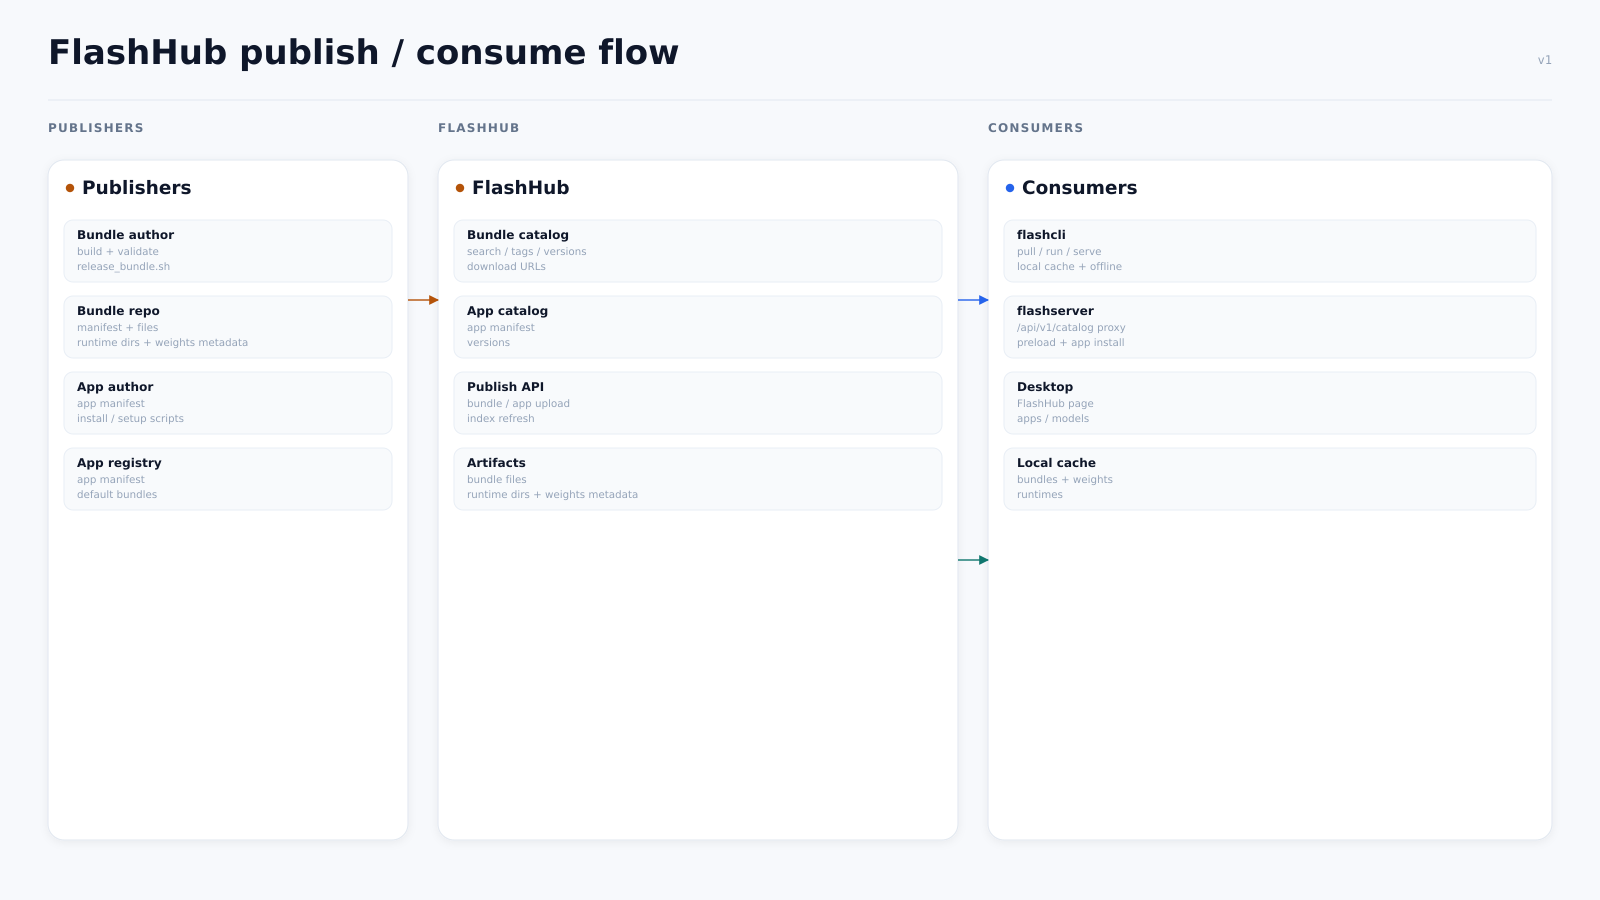 FlashHub publish / consume flow
v1
PUBLISHERS
FLASHHUB
CONSUMERS
Publishers
Bundle author
build + validate
release_bundle.sh
Bundle repo
manifest + files
runtime dirs + weights metadata
App author
app manifest
install / setup scripts
App registry
app manifest
default bundles
FlashHub
Bundle catalog
search / tags / versions
download URLs
App catalog
app manifest
versions
Publish API
bundle / app upload
index refresh
Artifacts
bundle files
runtime dirs + weights metadata
Consumers
flashcli
pull / run / serve
local cache + offline
flashserver
/api/v1/catalog proxy
preload + app install
Desktop
FlashHub page
apps / models
Local cache
bundles + weights
runtimes